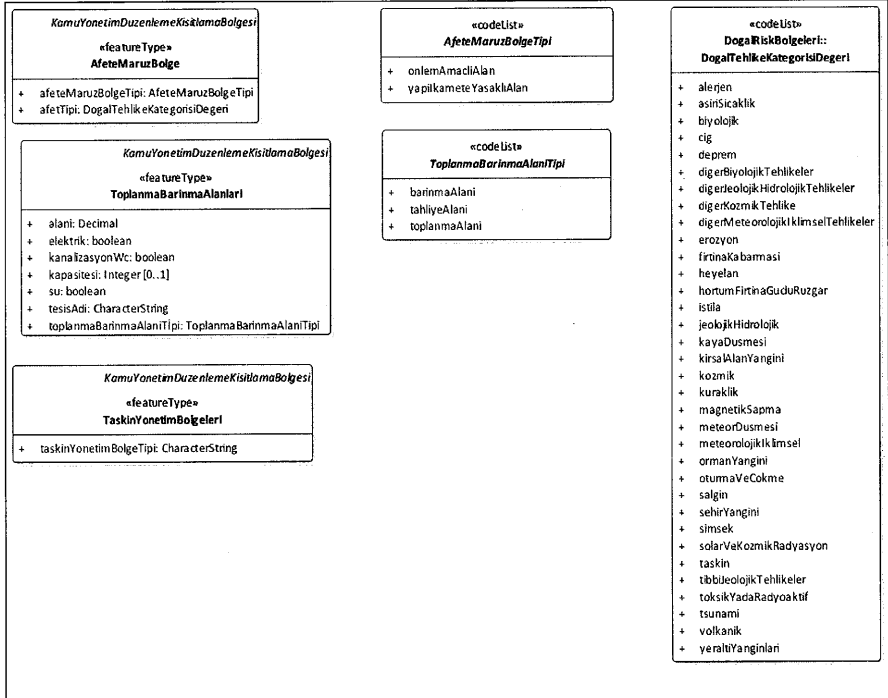 KamuYonetimDuzenlemeKisitlamaBolgesi
«featureType»
AfeteMaruzBolge
+ afeteMaruzBolgeTipi: AfeteMaruzBolgeTipi
+ afetTipi: DogalTehlikeKategorisiDegeri
KamuYonetimDuzenlemeKisitlamaBolgesi
«featureType»
ToplanmaBarinmaAlanlari
+ alani: Decimal
+ elektrik: boolean
+ kanalizasyonWc: boolean
+ kapasitesi: Integer [0..1]
+ su: boolean
+ tesisAdi: CharacterString
+ toplanmaBarinmaAlaniTipi: ToplanmaBarinmaAlaniTipi
KamuYonetimDuzenlemeKisitlamaBolgesi
«featureType»
TaskinYonetimBolgeleri
+ taskinYonetimBolgeTipi: CharacterString
«codeList»
AfeteMaruzBolgeTipi
+ onlemAmacliAlan
+ yapiIkameteYasakliAlan
«codeList»
ToplanmaBarinmaAlaniTipi
+ barinmaAlani
+ tahliyeAlani
+ toplanmaAlani
«codeList»
DogalRiskBolgeleri::
DogalTehlikeKategorisiDegeri
+ alerjen
+ asiriSicaklik
+ biyolojik
+ cig
+ deprem
+ digerBiyolojikTehlikeler
+ digerJeolojikHidrolojikTehlikeler
+ digerKozmikTehlike
+ digerMeteorolojikIklimselTehlikeler
+ erozyon
+ firtinaKabarmasi
+ heyelan
+ hortumFirtinaGucluRuzgar
+ istila
+ jeolojikHidrolojik
+ kayaDusmesi
+ kirsalAlanYangini
+ kozmik
+ kuraklik
+ magnetikSapma
+ meteorDusmesi
+ meteorolojikIklimsel
+ ormanYangini
+ oturmaVeCokme
+ salgin
+ sehirYangini
+ simsek
+ solarVeKozmikRadyasyon
+ taskin
+ tibbiJeolojikTehlikeler
+ toksikYadaRadyoaktif
+ tsunami
+ volkanik
+ yeraltiYanginlari